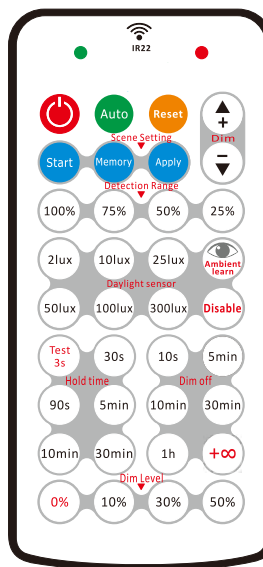 IR22
Auto
Reset
+
Scene Setting
Dim
Start
Memory
Apply
−
Detection Range
100%
75%
50%
25%
2lux
10lux
25lux
Ambient
learn
Daylight sensor
50lux
100lux
300lux
Disable
Test
3s
30s
10s
5min
Hold time
Dim off
90s
5min
10min
30min
10min
30min
1h
+∞
Dim Level
0%
10%
30%
50%